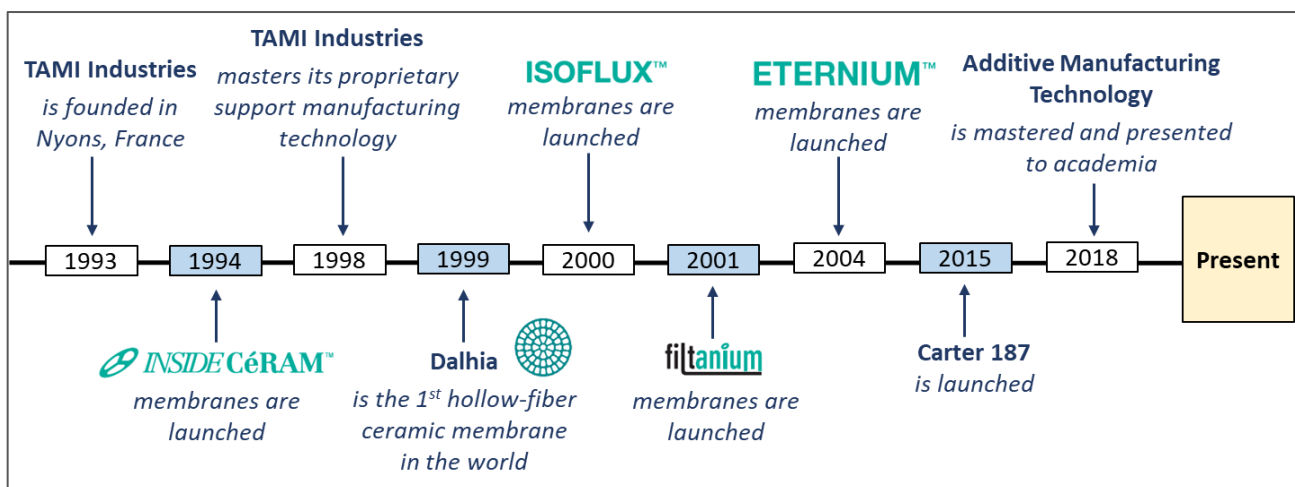 TAMI Industries
is founded in
Nyons, France
TAMI Industries
masters its proprietary
support manufacturing
technology
ISOFLUX™
membranes are
launched
ETERNIUM™
membranes are
launched
Additive Manufacturing
Technology
is mastered and presented
to academia
1993
1994
1998
1999
2000
2001
2004
2015
2018
Present
INSIDE CéRAM™
membranes are
launched
Dalhia
is the 1st hollow-fiber
ceramic membrane
in the world
filtanium
membranes are
launched
Carter 187
is launched